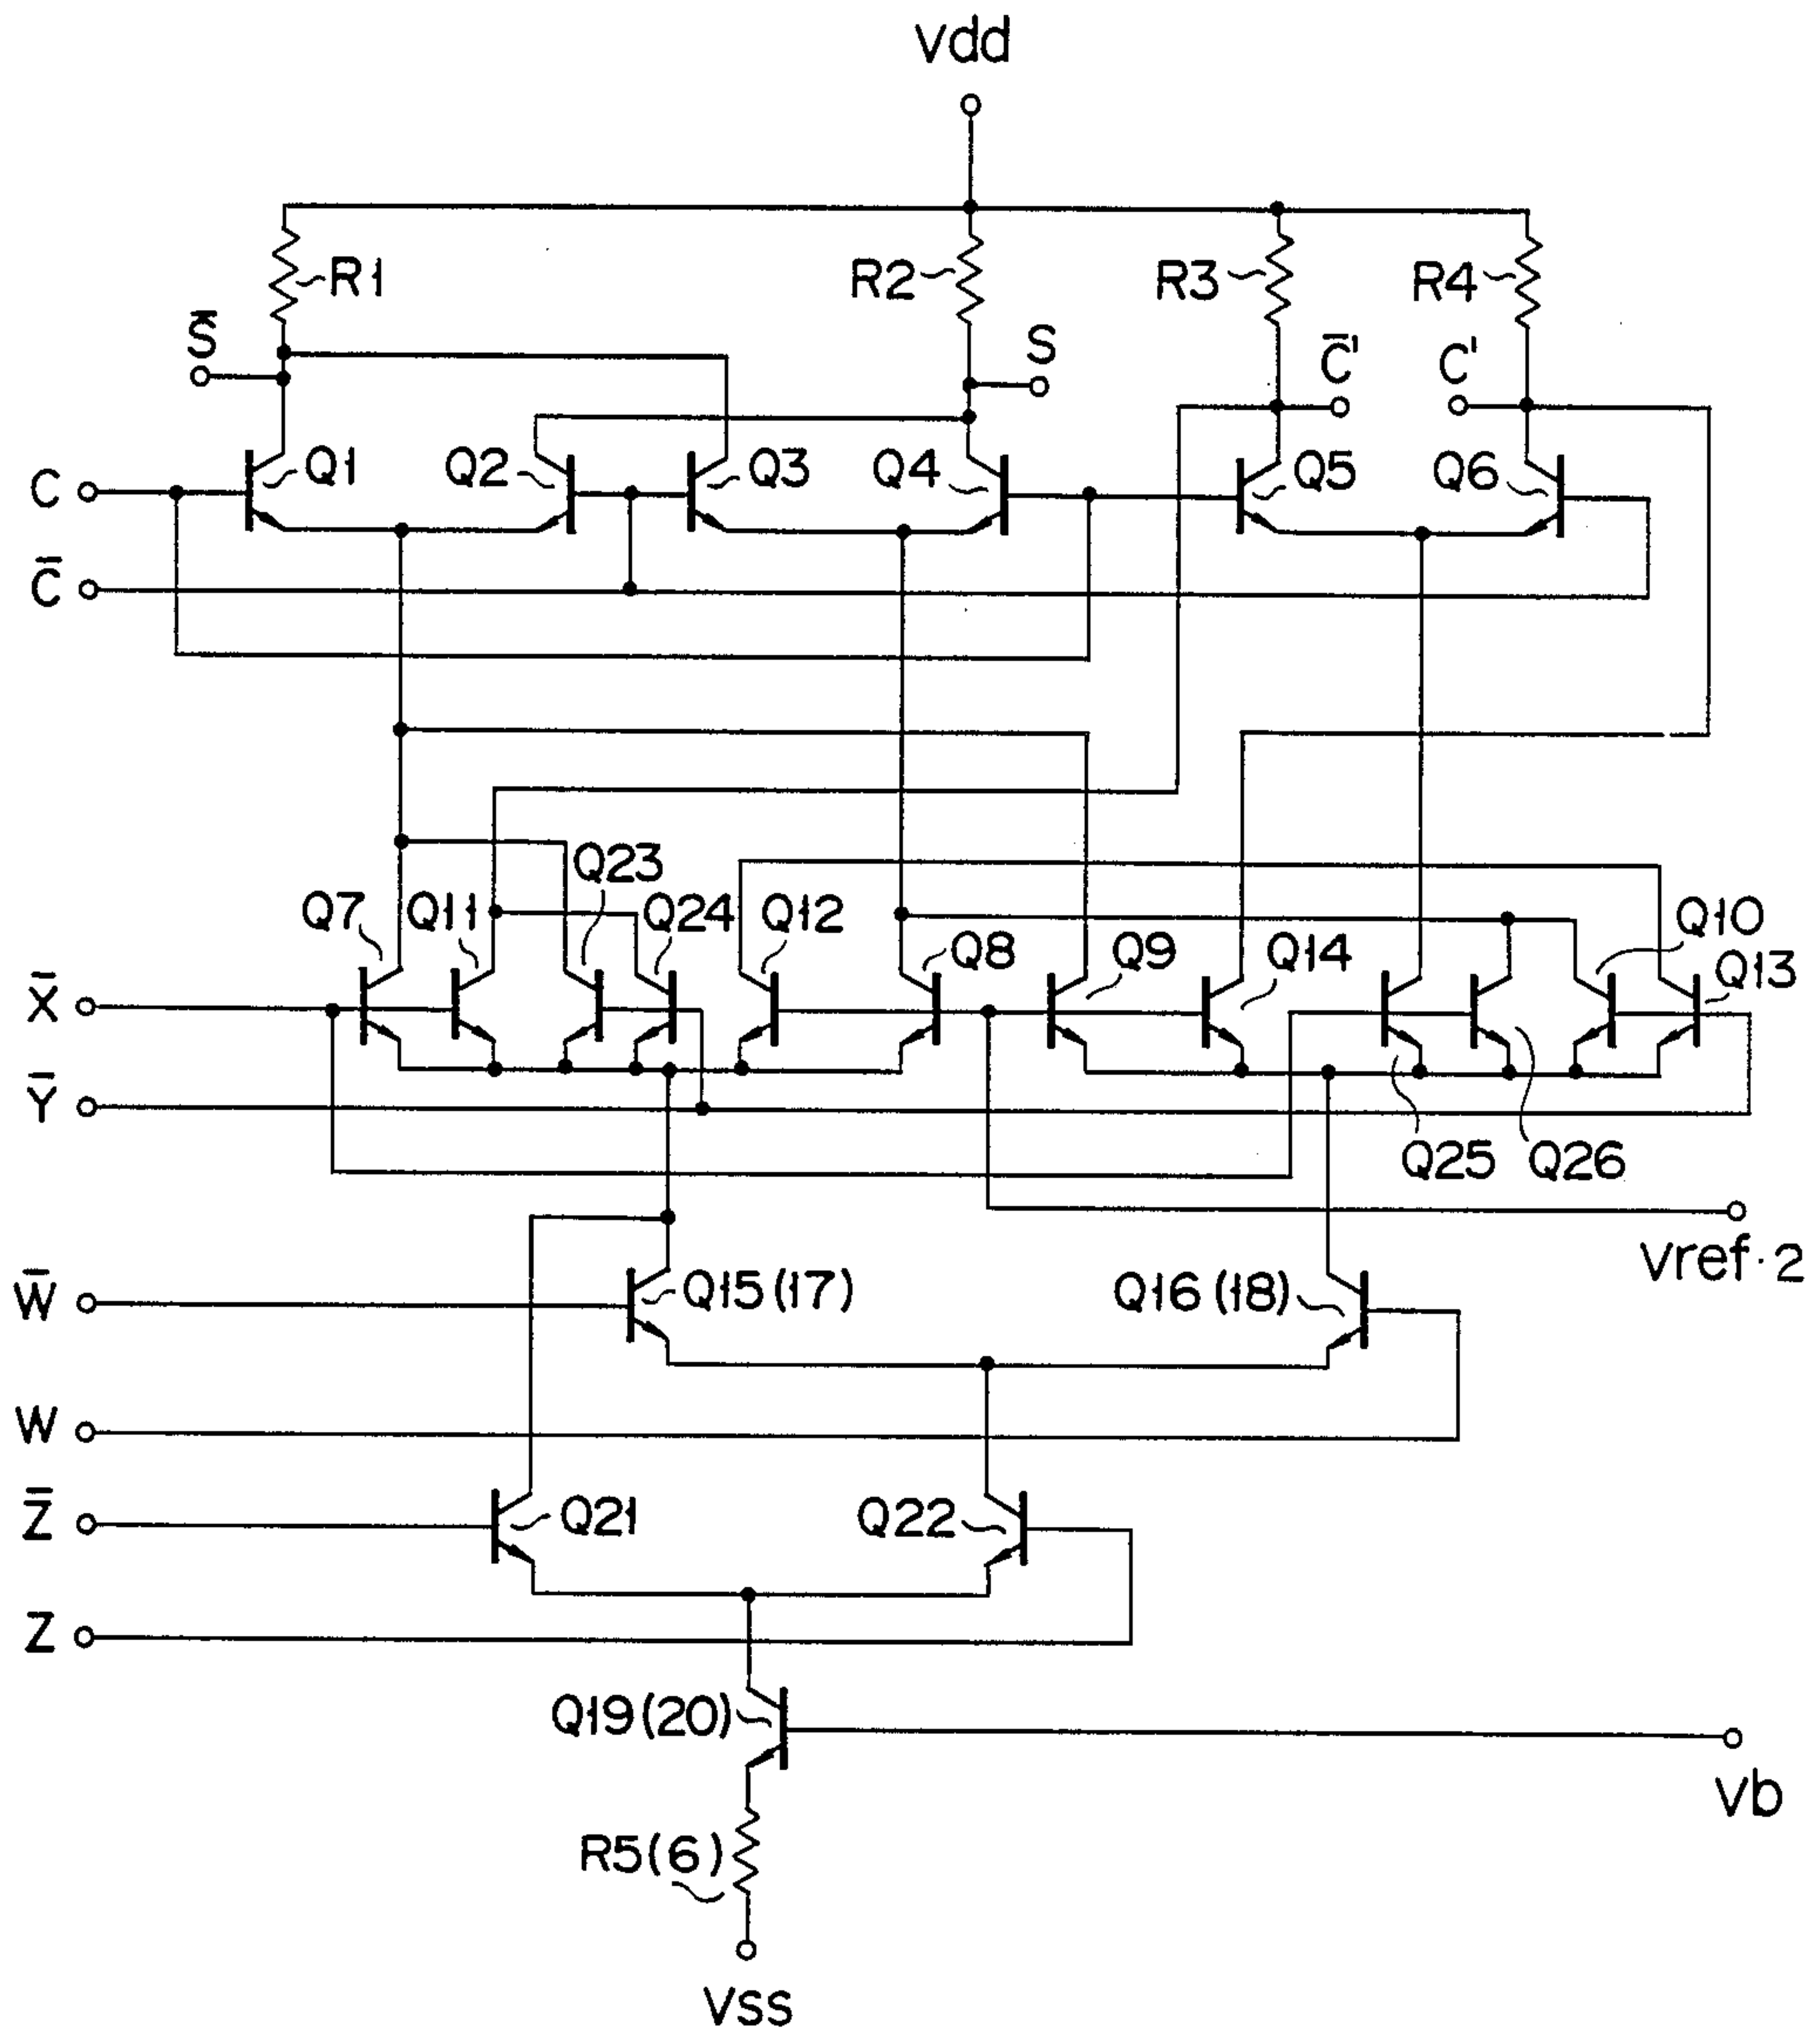 Vdd
R1
R2
R3
R4
S̄
S
C̄'
C'
C
Q1
Q2
Q3
Q4
Q5
Q6
C̄
Q23
Q7
Q11
Q24
Q12
Q8
Q9
Q14
Q10
Q13
X̄
Ȳ
Q25
Q26
Vref·2
W̄
Q15(17)
Q16(18)
W
Z̄
Q21
Q22
Z
Q19(20)
Vb
R5(6)
VSS